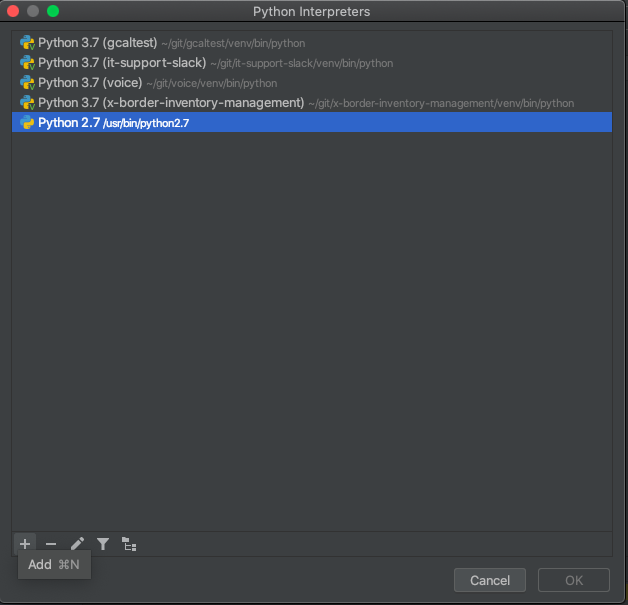 Python Interpreters
Python 3.7 (gcaltest) ~/git/gcaltest/venv/bin/python
Python 3.7 (it-support-slack) ~/git/it-support-slack/venv/bin/python
Python 3.7 (voice) ~/git/voice/venv/bin/python
Python 3.7 (x-border-inventory-management) ~/git/x-border-inventory-management/venv/bin/python
Python 2.7 /usr/bin/python2.7
Add ⌘N
Cancel OK